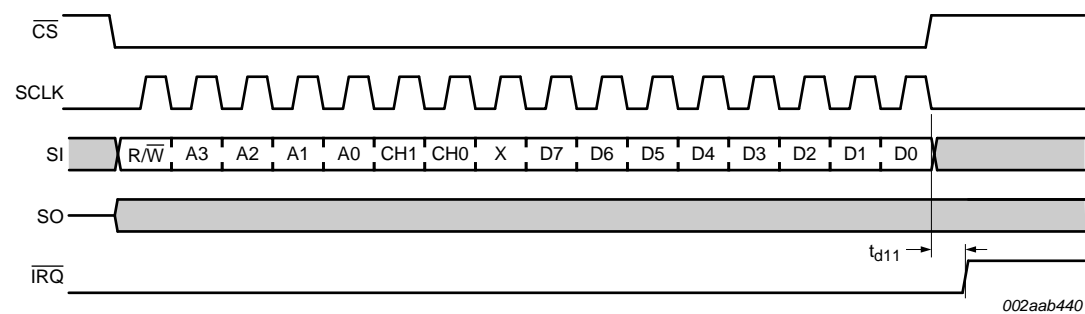 CS
SCLK
SI R/W A3 A2 A1 A0 CH1 CH0 X D7 D6 D5 D4 D3 D2 D1 D0
SO
td11
IRQ
002aab440